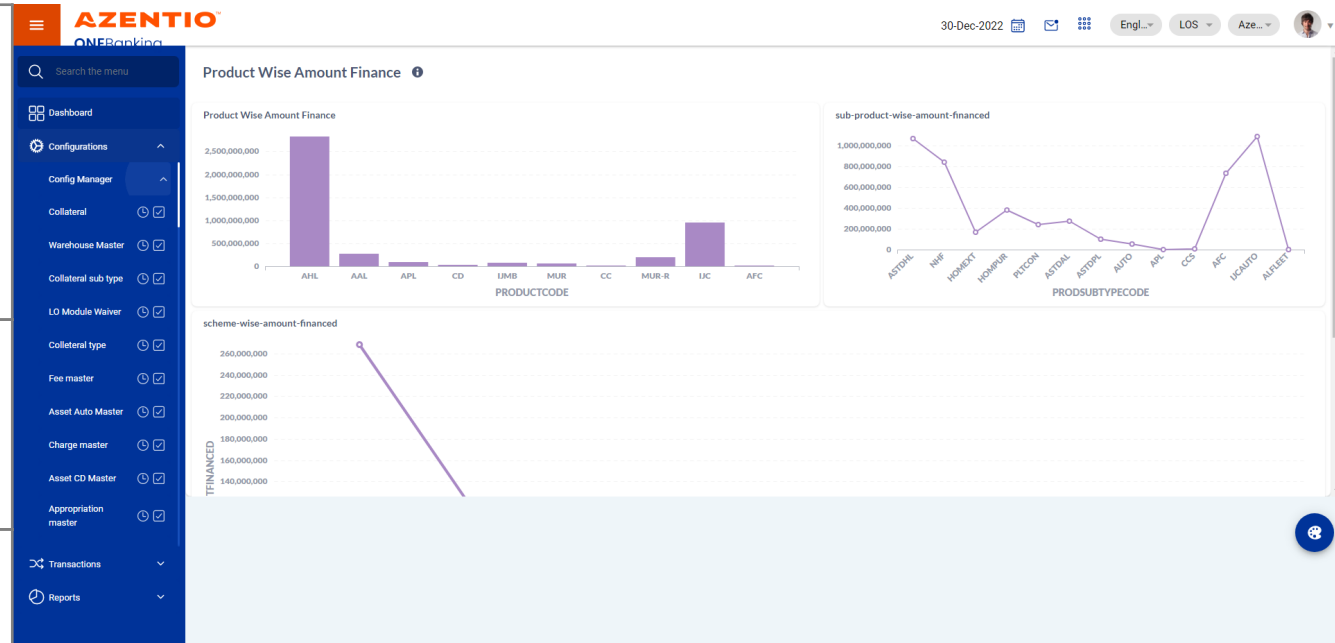 AZENTIO
ONEBanking
30-Dec-2022
Engl...
LOS
Aze...
Search the menu
Dashboard
Configurations
Config Manager
Collateral
Warehouse Master
Collateral sub type
LO Module Waiver
Colleteral type
Fee master
Asset Auto Master
Charge master
Asset CD Master
Appropriation
master
Transactions
Reports
Product Wise Amount Finance
Product Wise Amount Finance
2,500,000,000
2,000,000,000
1,500,000,000
1,000,000,000
500,000,000
0
AHL AAL APL CD IJMB MUR CC MUR-R IJC AFC
PRODUCTCODE
sub-product-wise-amount-financed
1,000,000,000
800,000,000
600,000,000
400,000,000
200,000,000
0
ASTDHL NHF HOMEXT HOMPUR PLTCON ASTDAL ASTDPL AUTO APL CCS AFC IJCAUTO ALFLEET
PRODSUBTYPECODE
scheme-wise-amount-financed
260,000,000
240,000,000
220,000,000
200,000,000
180,000,000
160,000,000
140,000,000
TFINANCED